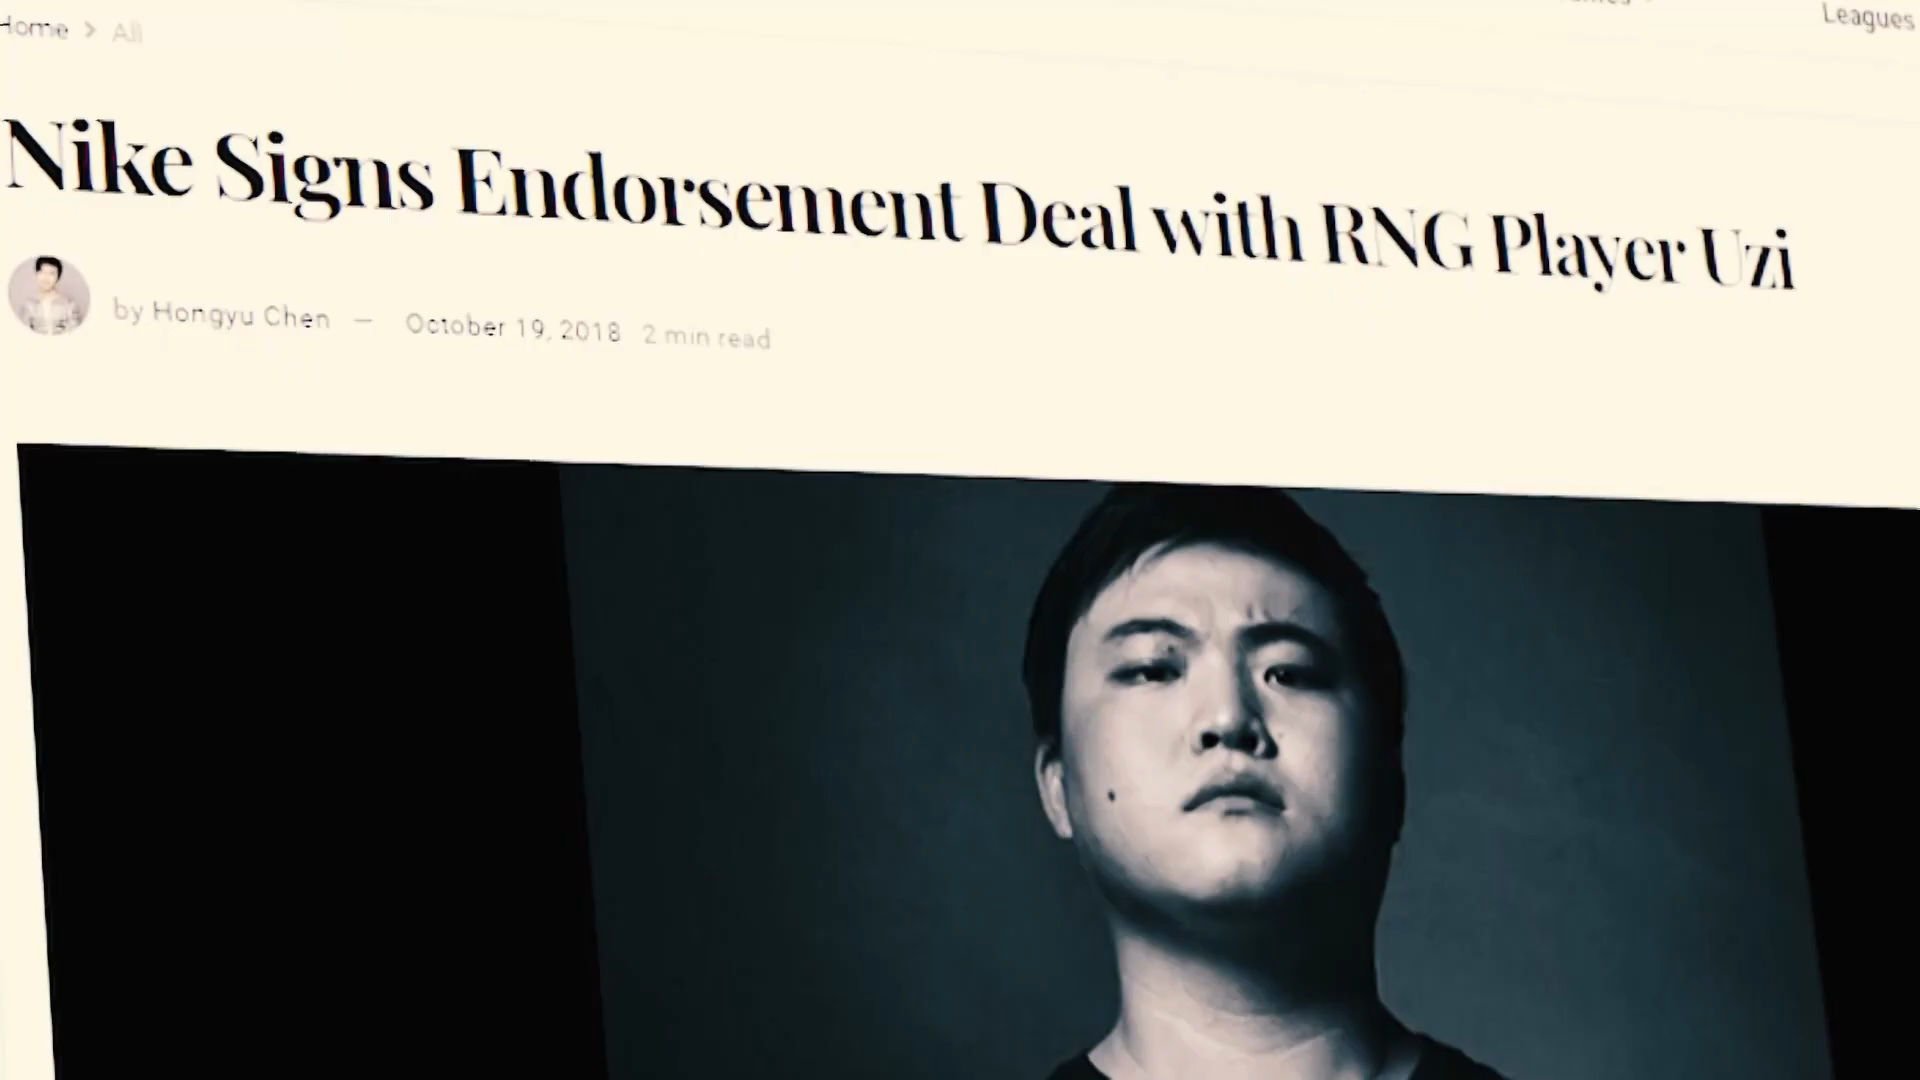 Home > All
Leagues
Nike Signs Endorsement Deal with RNG Player Uzi
by Hongyu Chen — October 19, 2018 2 min read